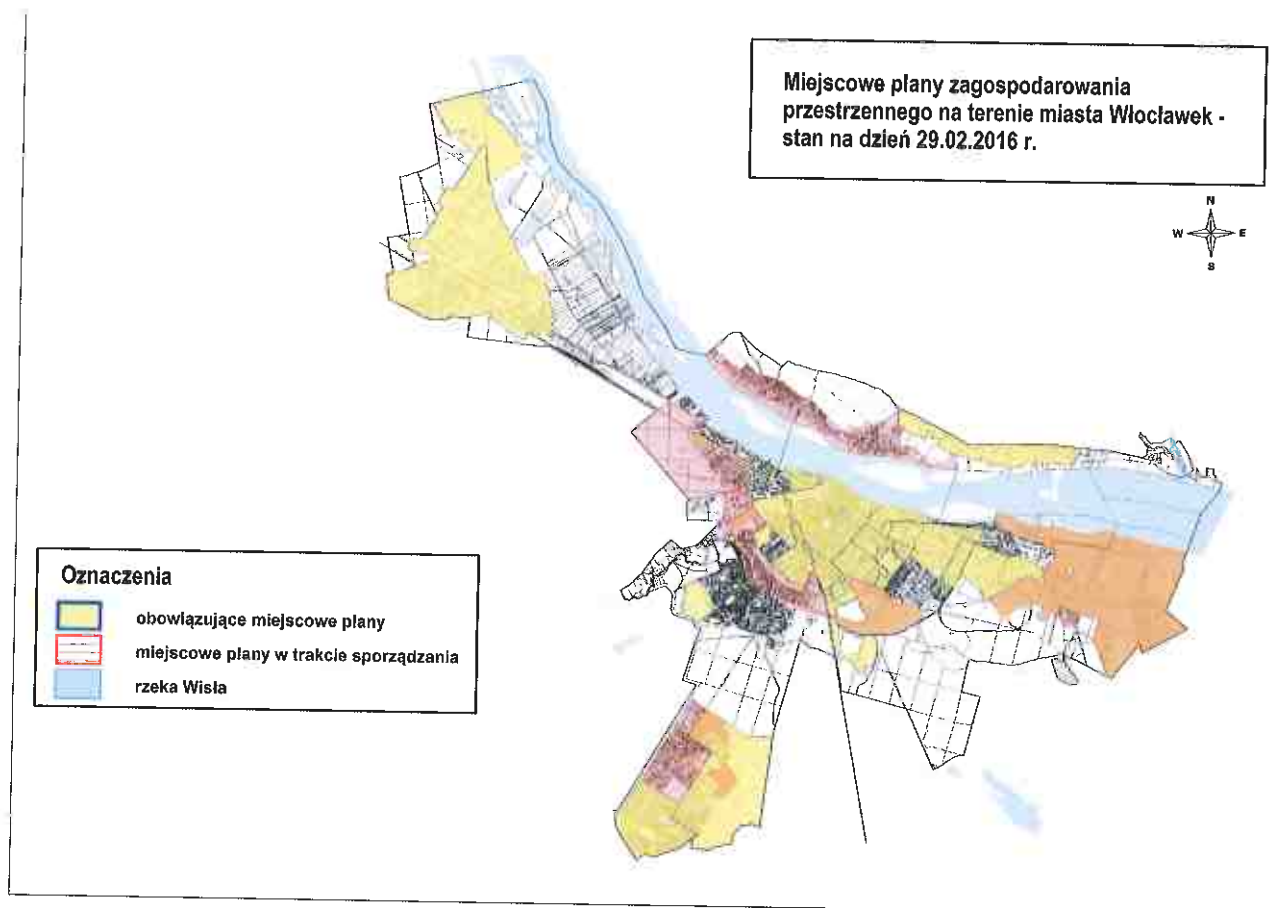 Miejscowe plany zagospodarowania
przestrzennego na terenie miasta Włocławek -
stan na dzień 29.02.2016 r.
N
W E
S
Oznaczenia
obowiązujące miejscowe plany
miejscowe plany w trakcie sporządzania
rzeka Wisła